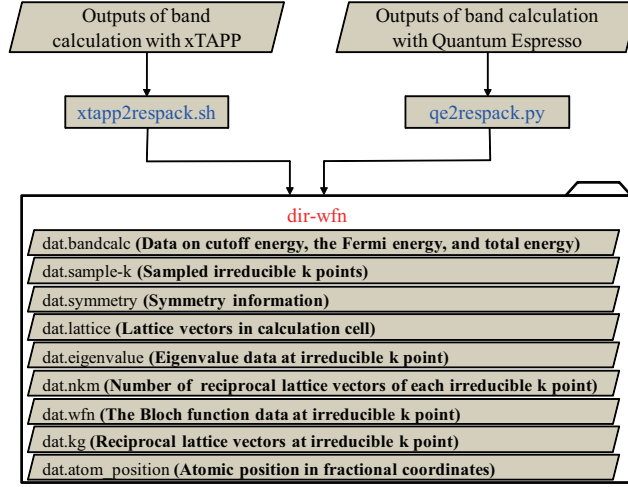 Outputs of band
calculation with xTAPP
Outputs of band calculation
with Quantum Espresso
xtapp2respack.sh
qe2respack.py
dir-wfn
dat.bandcalc (Data on cutoff energy, the Fermi energy, and total energy)
dat.sample-k (Sampled irreducible k points)
dat.symmetry (Symmetry information)
dat.lattice (Lattice vectors in calculation cell)
dat.eigenvalue (Eigenvalue data at irreducible k point)
dat.nkm (Number of reciprocal lattice vectors of each irreducible k point)
dat.wfn (The Bloch function data at irreducible k point)
dat.kg (Reciprocal lattice vectors at irreducible k point)
dat.atom_position (Atomic position in fractional coordinates)